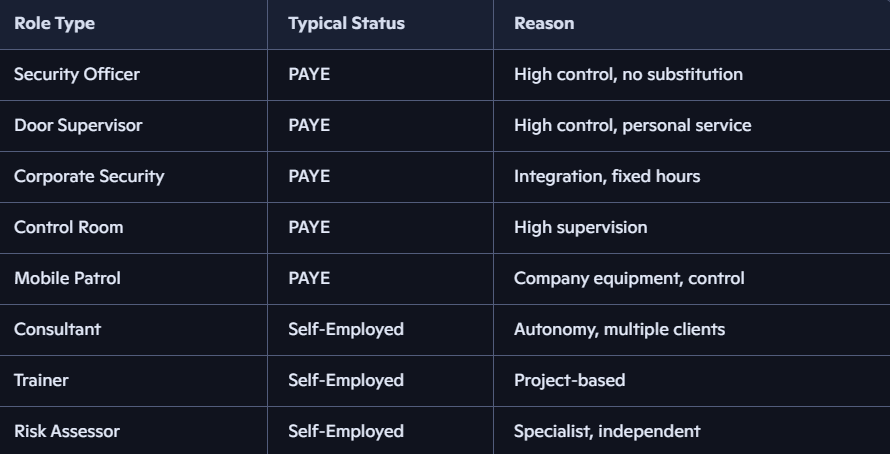 Role Type Typical Status Reason
Security Officer PAYE High control, no substitution
Door Supervisor PAYE High control, personal service
Corporate Security PAYE Integration, fixed hours
Control Room PAYE High supervision
Mobile Patrol PAYE Company equipment, control
Consultant Self-Employed Autonomy, multiple clients
Trainer Self-Employed Project-based
Risk Assessor Self-Employed Specialist, independent